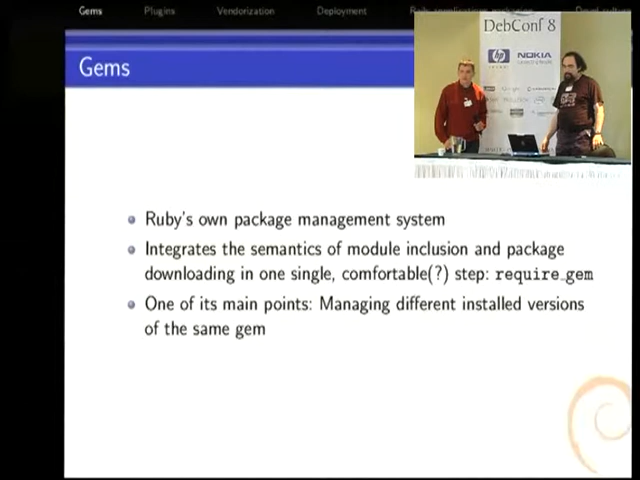 Gems Plugins Vendorization Deployment
DebConf 8
Gems
hp NOKIA
Ruby's own package management system
Integrates the semantics of module inclusion and package
downloading in one single, comfortable(?) step: require_gem
One of its main points: Managing different installed versions
of the same gem